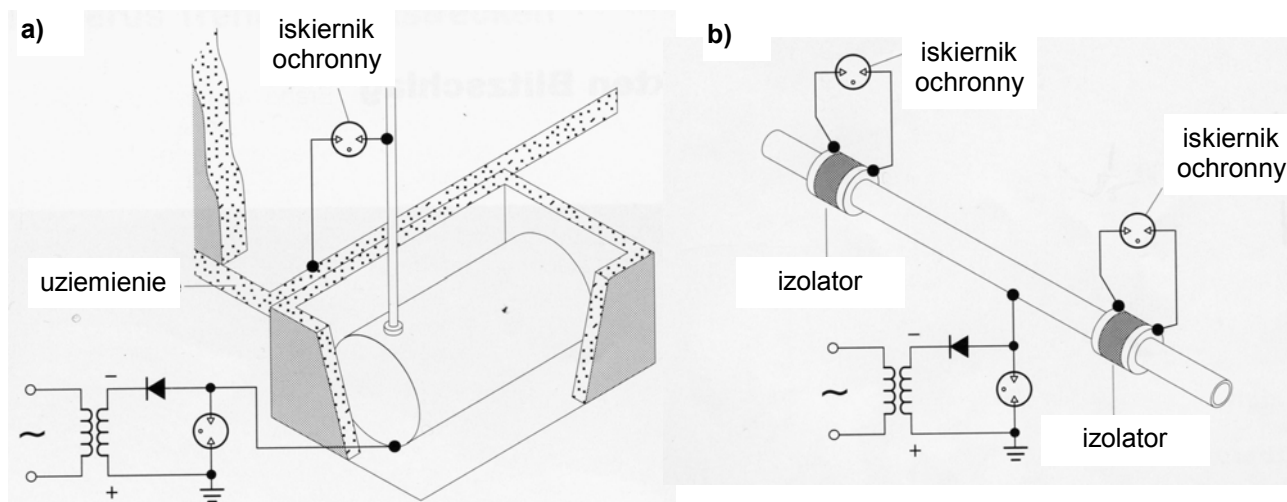 a)
iskiernik
ochronny
uziemienie
~
−
+
b)
iskiernik
ochronny
iskiernik
ochronny
izolator
izolator
~
−
+